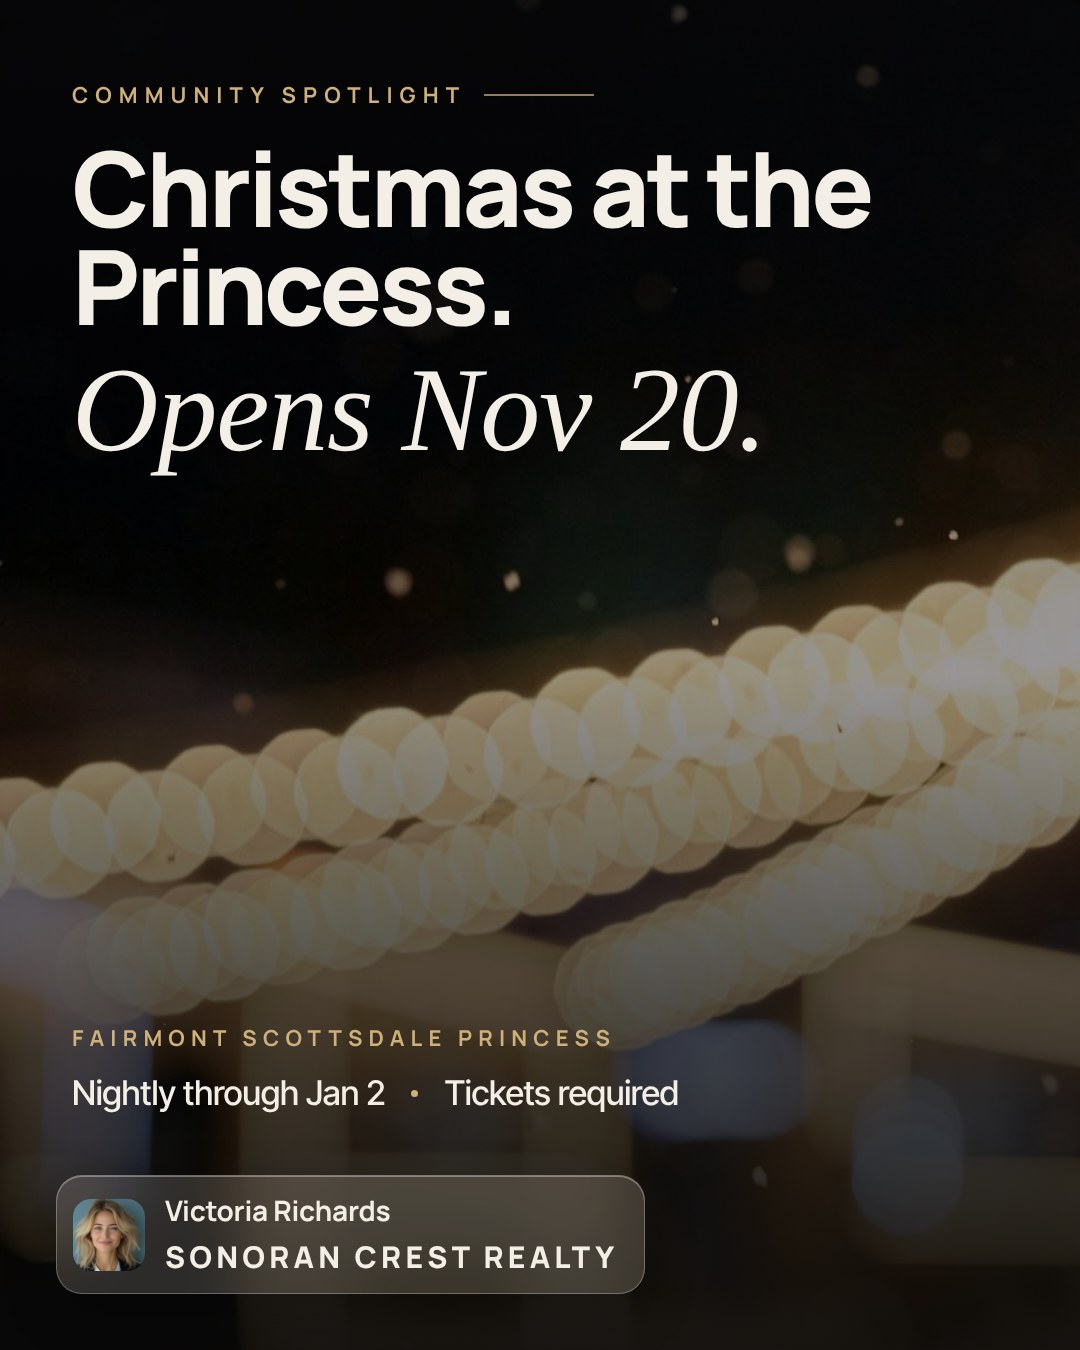 COMMUNITY SPOTLIGHT
Christmas at the
Princess.
Opens Nov 20.
FAIRMONT SCOTTSDALE PRINCESS
Nightly through Jan 2 • Tickets required
Victoria Richards
SONORAN CREST REALTY